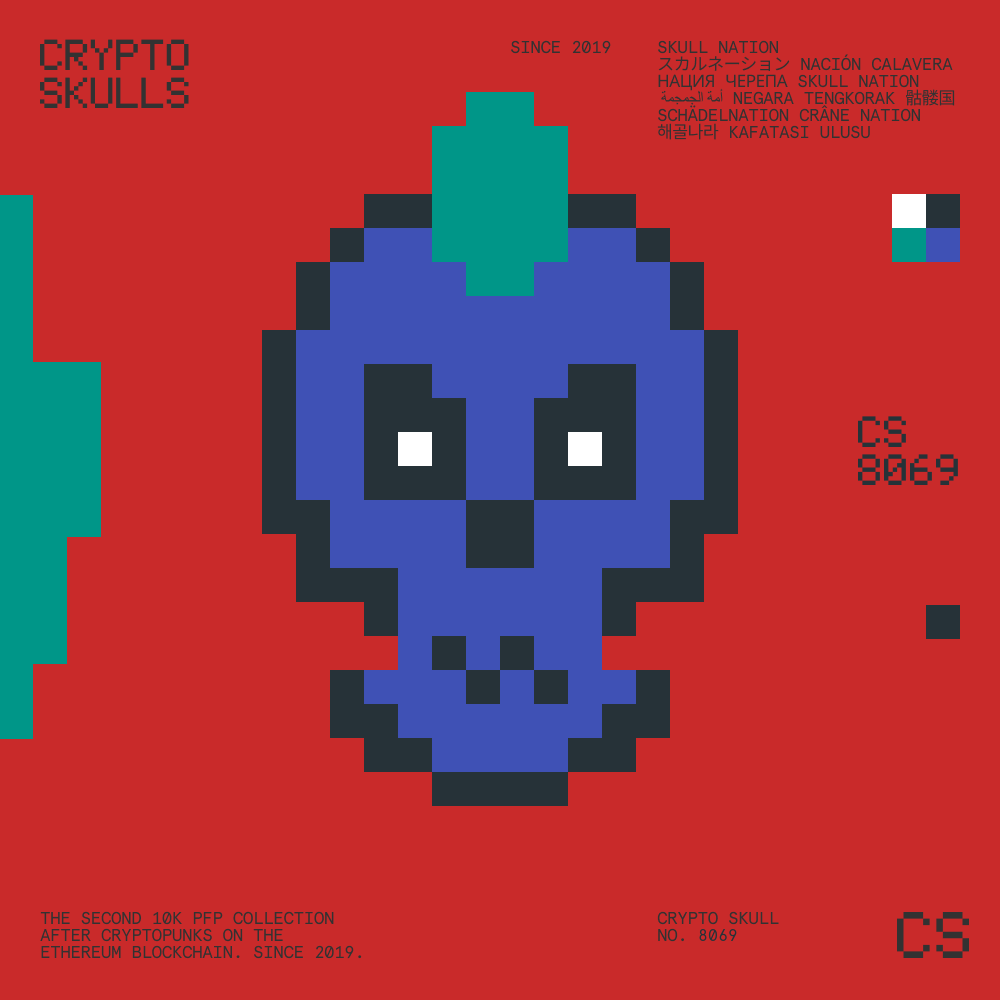 CRYPTO
SKULLS
SINCE 2019
SKULL NATION
スカルネーション NACIÓN CALAVERA
НАЦИЯ ЧЕРЕПА SKULL NATION
أمة الجمجمة NEGARA TENGKORAK 骷髅国
SCHÄDELNATION CRÂNE NATION
해골나라 KAFATASI ULUSU
CS
8069
THE SECOND 10K PFP COLLECTION
AFTER CRYPTOPUNKS ON THE
ETHEREUM BLOCKCHAIN. SINCE 2019.
CRYPTO SKULL
NO. 8069
CS